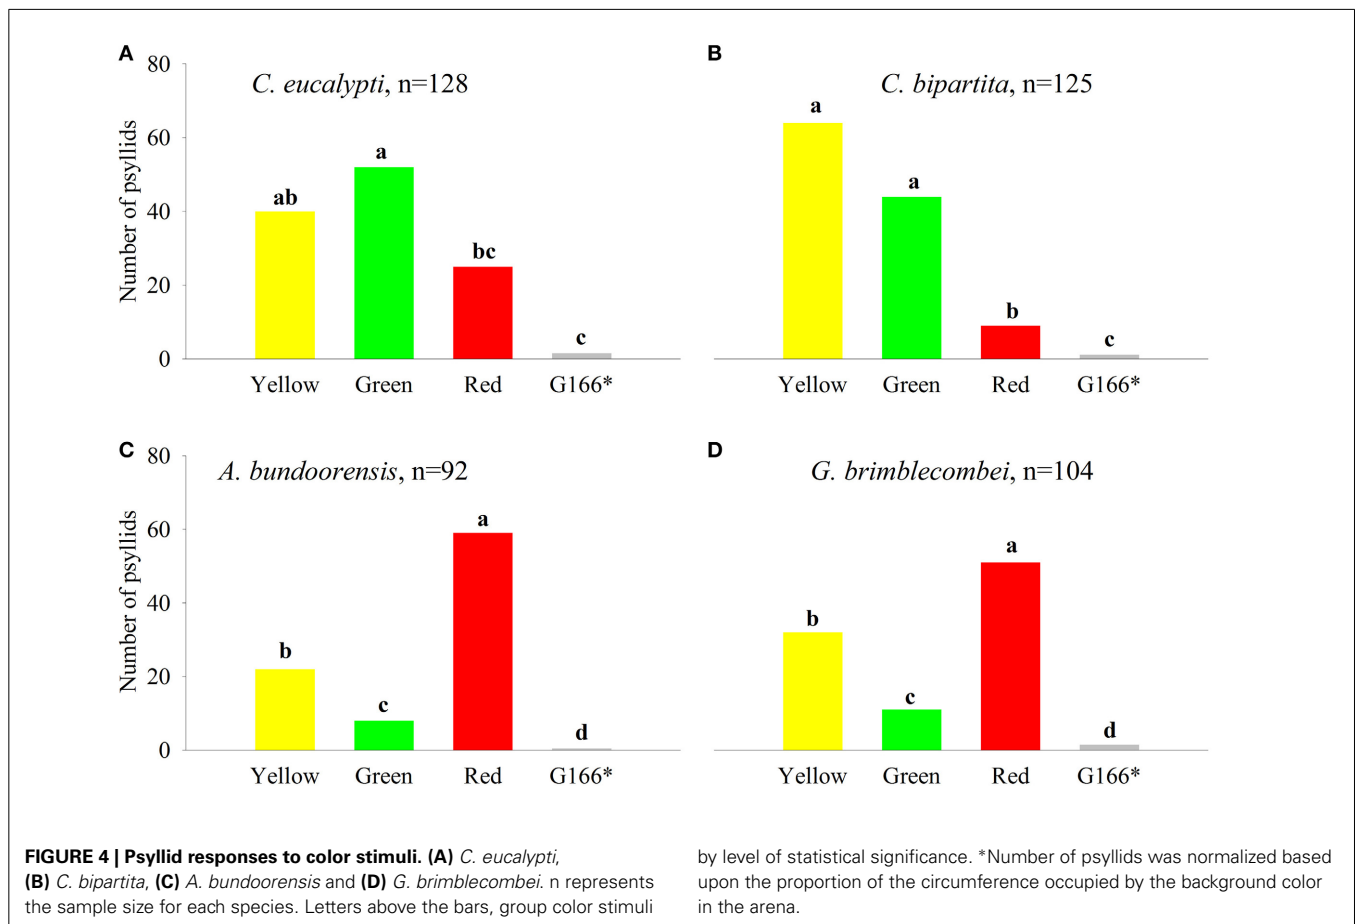 A
80
60
40
20
0
Number of psyllids
C. eucalypti, n=128
ab
a
bc
c
Yellow Green Red G166*
B
C. bipartita, n=125
a
a
b
c
Yellow Green Red G166*
C
80
60
40
20
0
Number of psyllids
A. bundoorensis, n=92
b
c
a
d
Yellow Green Red G166*
D
G. brimblecombei, n=104
b
c
a
d
Yellow Green Red G166*
FIGURE 4 | Psyllid responses to color stimuli. (A) C. eucalypti,
(B) C. bipartita, (C) A. bundoorensis and (D) G. brimblecombei. n represents
the sample size for each species. Letters above the bars, group color stimuli
by level of statistical significance. *Number of psyllids was normalized based
upon the proportion of the circumference occupied by the background color
in the arena.